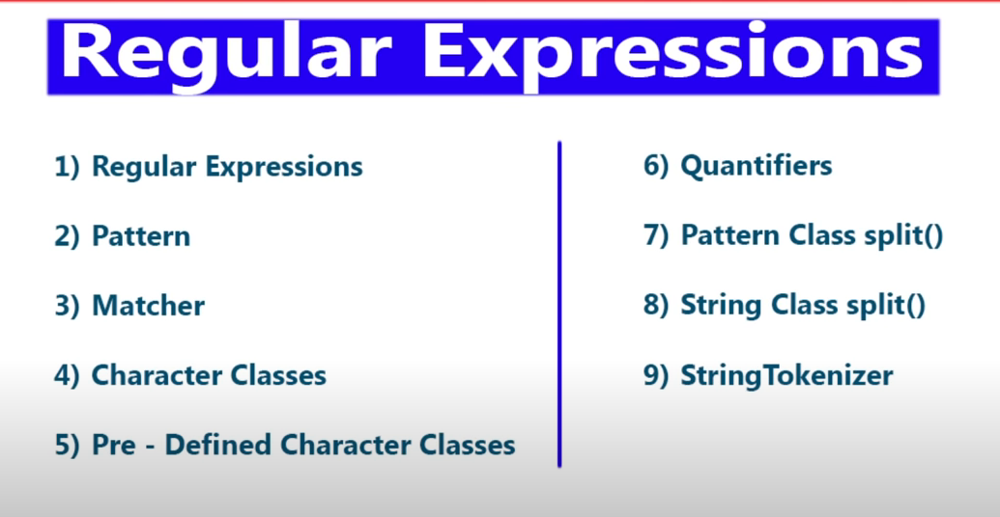 Regular Expressions
1) Regular Expressions
2) Pattern
3) Matcher
4) Character Classes
5) Pre - Defined Character Classes
6) Quantifiers
7) Pattern Class split()
8) String Class split()
9) StringTokenizer